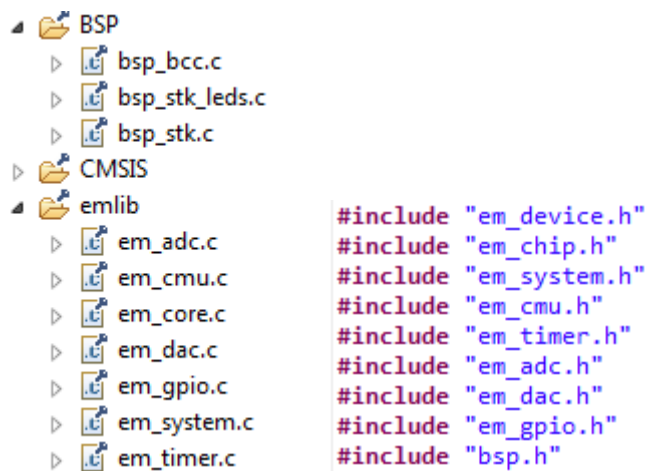 BSP
bsp_bcc.c
bsp_stk_leds.c
bsp_stk.c
CMSIS
emlib
em_adc.c
em_cmu.c
em_core.c
em_dac.c
em_gpio.c
em_system.c
em_timer.c
#include "em_device.h"
#include "em_chip.h"
#include "em_system.h"
#include "em_cmu.h"
#include "em_timer.h"
#include "em_adc.h"
#include "em_dac.h"
#include "em_gpio.h"
#include "bsp.h"